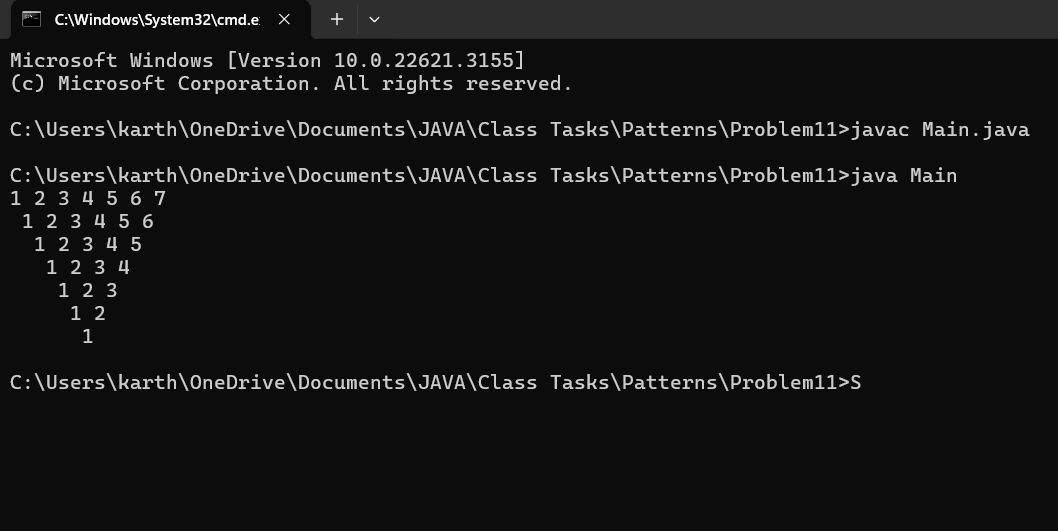 C:\Windows\System32\cmd.e
Microsoft Windows [Version 10.0.22621.3155]
(c) Microsoft Corporation. All rights reserved.
C:\Users\karth\OneDrive\Documents\JAVA\Class Tasks\Patterns\Problem11>javac Main.java
C:\Users\karth\OneDrive\Documents\JAVA\Class Tasks\Patterns\Problem11>java Main
1 2 3 4 5 6 7
 1 2 3 4 5 6
  1 2 3 4 5
   1 2 3 4
    1 2 3
     1 2
      1
C:\Users\karth\OneDrive\Documents\JAVA\Class Tasks\Patterns\Problem11>S